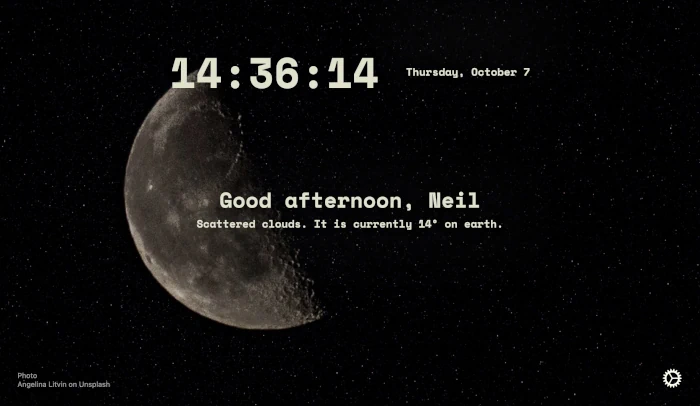 14:36:14
Thursday, October 7
Good afternoon, Neil
Scattered clouds. It is currently 14° on earth.
Photo
Angelina Litvin on Unsplash